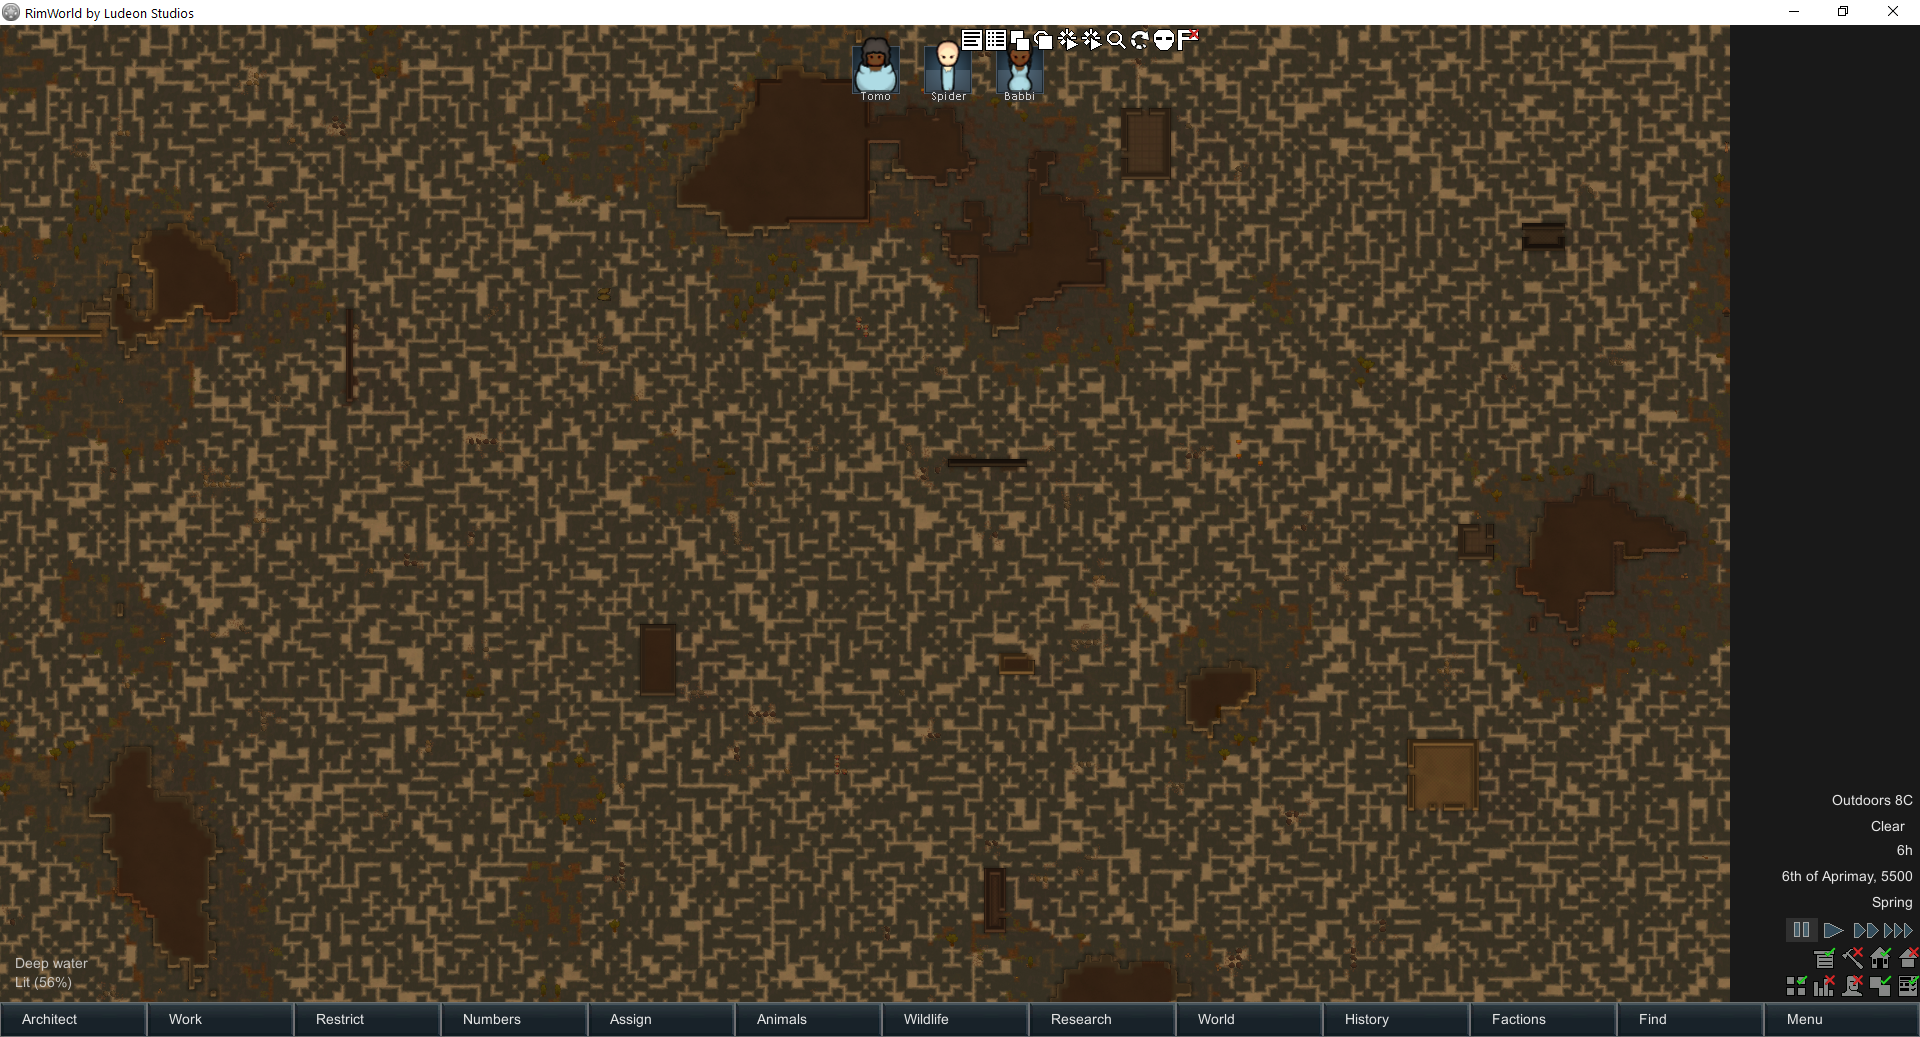 RimWorld by Ludeon Studios
Tomo
Spider
Babbi
Outdoors 8C
Clear
6h
6th of Aprimay, 5500
Spring
Deep water
Lit (56%)
Architect
Work
Restrict
Numbers
Assign
Animals
Wildlife
Research
World
History
Factions
Find
Menu